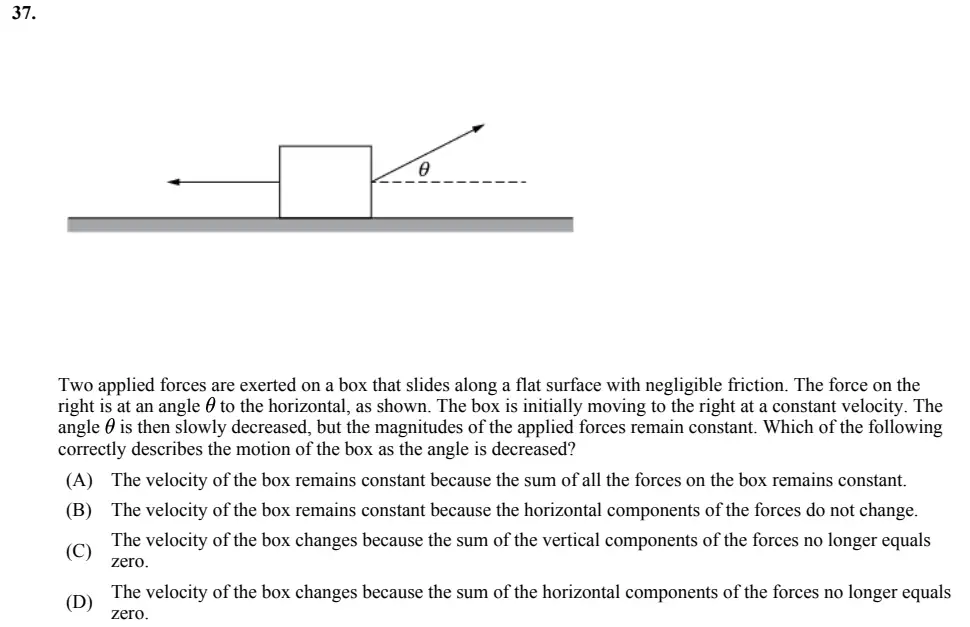 37.
θ
Two applied forces are exerted on a box that slides along a flat surface with negligible friction. The force on the
right is at an angle θ to the horizontal, as shown. The box is initially moving to the right at a constant velocity. The
angle θ is then slowly decreased, but the magnitudes of the applied forces remain constant. Which of the following
correctly describes the motion of the box as the angle is decreased?
(A) The velocity of the box remains constant because the sum of all the forces on the box remains constant.
(B) The velocity of the box remains constant because the horizontal components of the forces do not change.
(C) The velocity of the box changes because the sum of the vertical components of the forces no longer equals
zero.
(D) The velocity of the box changes because the sum of the horizontal components of the forces no longer equals
zero.